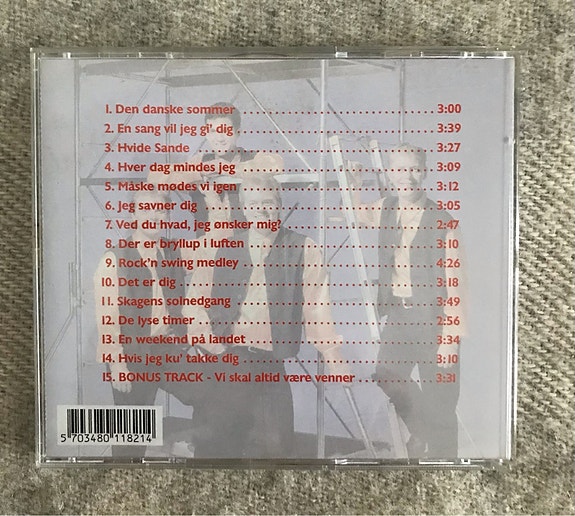 1. Den danske sommer 3:00
2. En sang vil jeg gi' dig 3:39
3. Hvide Sande 3:27
4. Hver dag mindes jeg 3:09
5. Måske mødes vi igen 3:12
6. Jeg savner dig 3:05
7. Ved du hvad, jeg ønsker mig? 2:47
8. Der er bryllup i luften 3:10
9. Rock'n swing medley 4:26
10. Det er dig 3:18
11. Skagens solnedgang 3:49
12. De lyse timer 2:56
13. En weekend på landet 3:34
14. Hvis jeg ku' takke dig 3:10
15. BONUS TRACK - Vi skal altid være venner 3:31
5 703480 118214